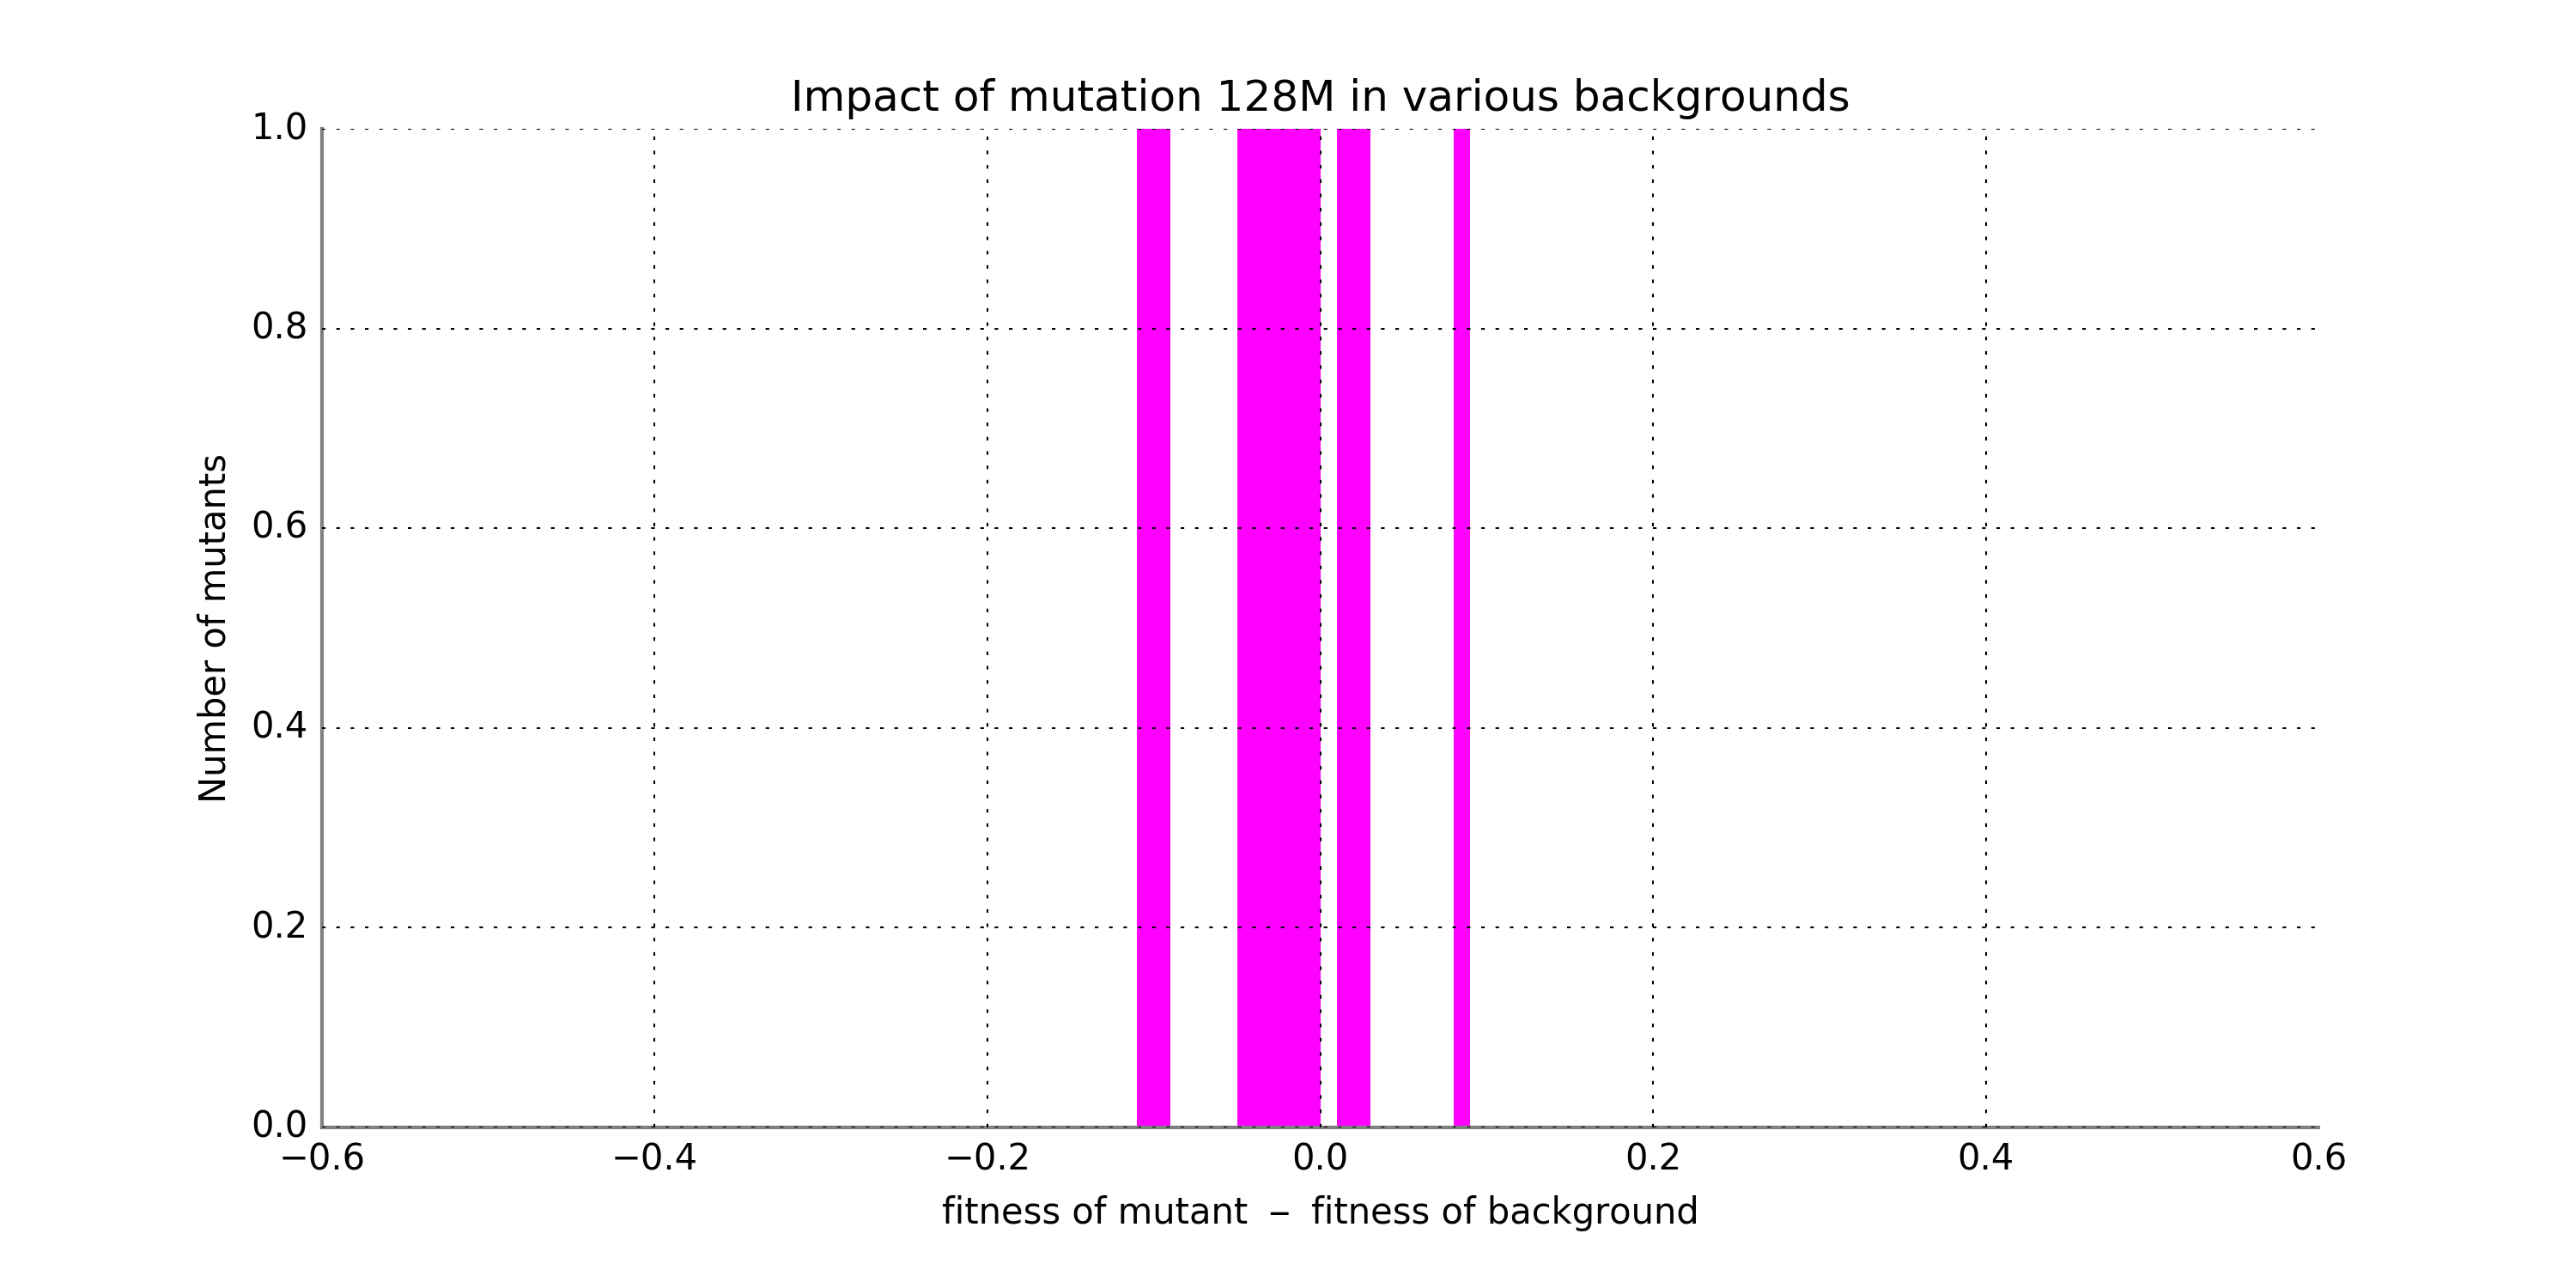 Impact of mutation 128M in various backgrounds
1.0
0.8
0.6
0.4
0.2
0.0
Number of mutants
−0.6 −0.4 −0.2 0.0 0.2 0.4 0.6
fitness of mutant − fitness of background